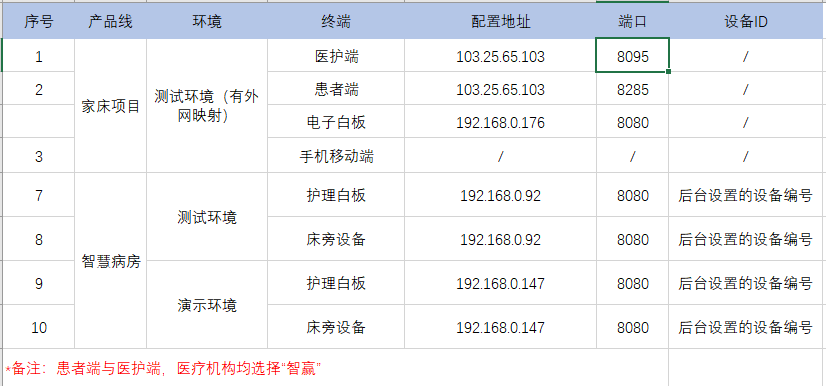 序号 产品线 环境 终端 配置地址 端口 设备ID
1 家床项目 测试环境（有外网映射） 医护端 103.25.65.103 8095 /
2 患者端 103.25.65.103 8285 /
电子白板 192.168.0.176 8080 /
3 手机移动端 / / /
7 智慧病房 测试环境 护理白板 192.168.0.92 8080 后台设置的设备编号
8 床旁设备 192.168.0.92 8080 后台设置的设备编号
9 演示环境 护理白板 192.168.0.147 8080 后台设置的设备编号
10 床旁设备 192.168.0.147 8080 后台设置的设备编号
*备注：患者端与医护端，医疗机构均选择“智赢”